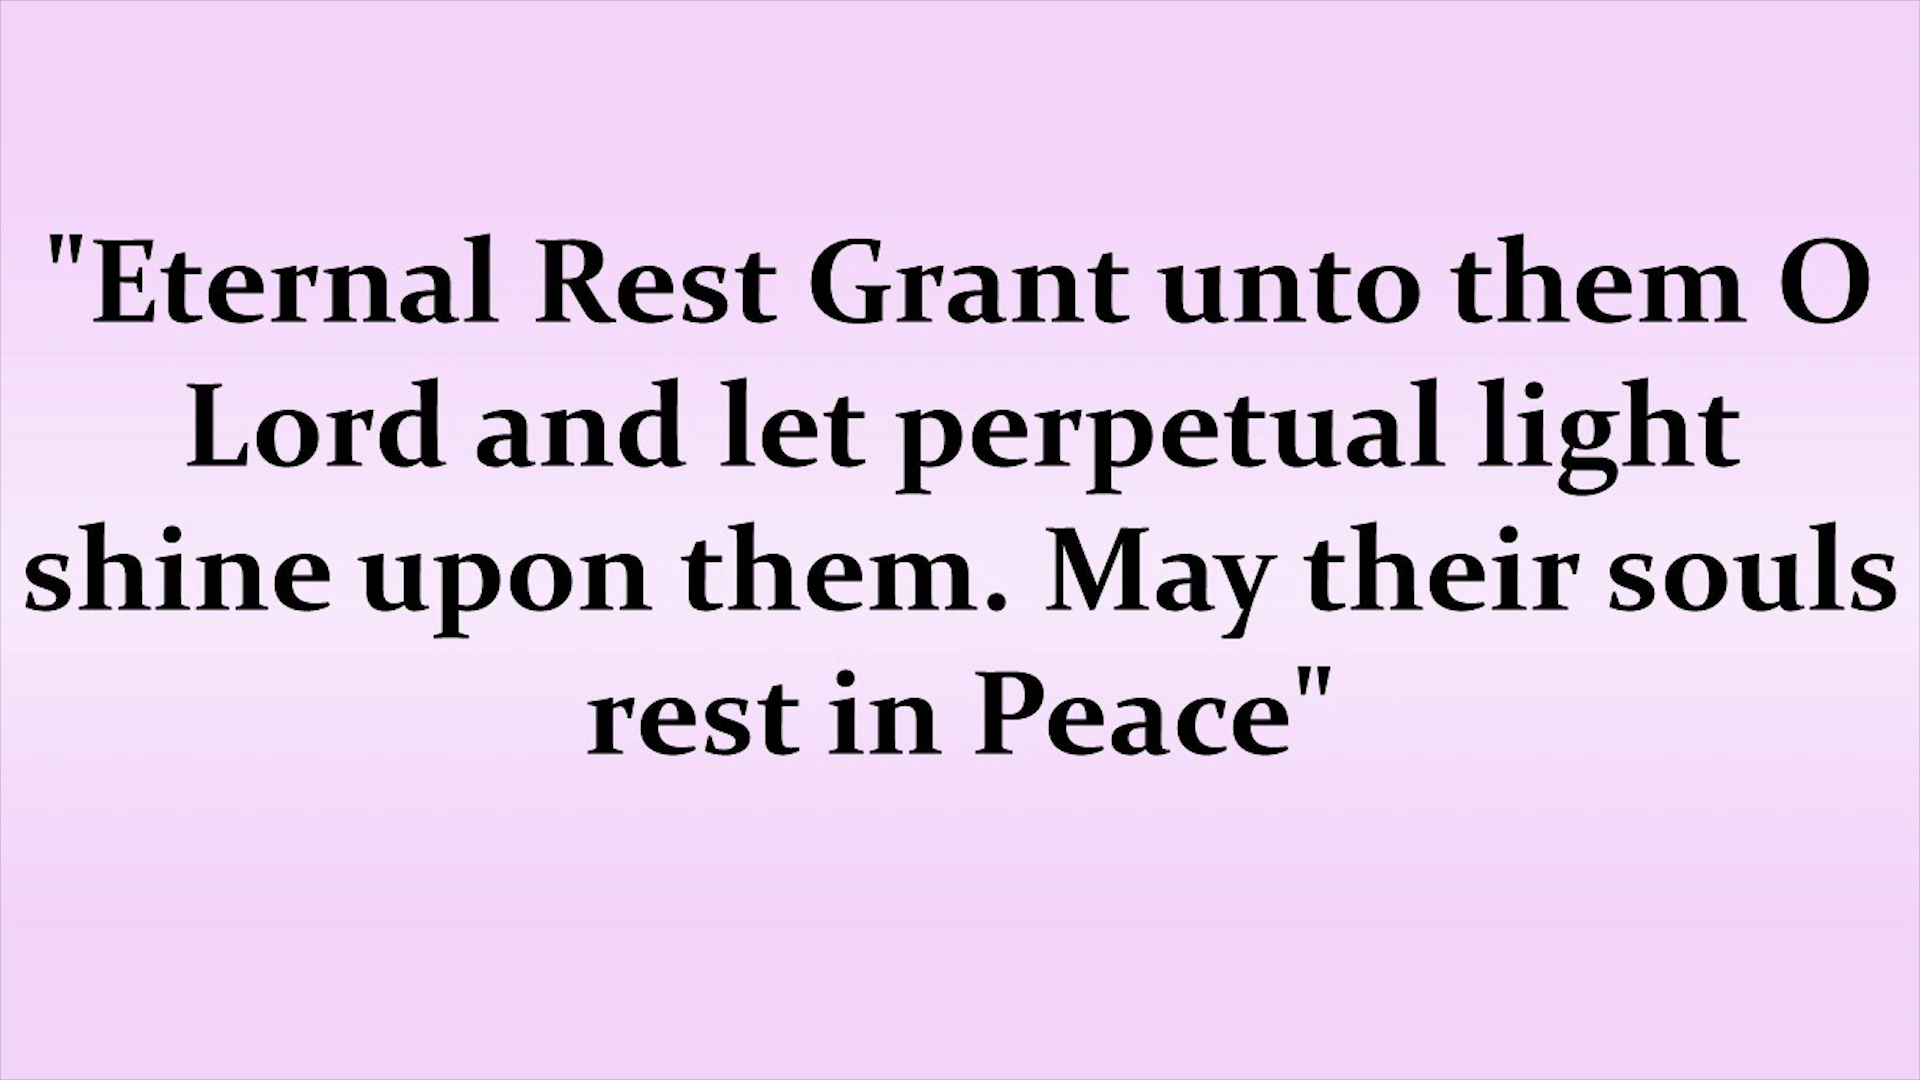 "Eternal Rest Grant unto them O
Lord and let perpetual light
shine upon them. May their souls
rest in Peace"